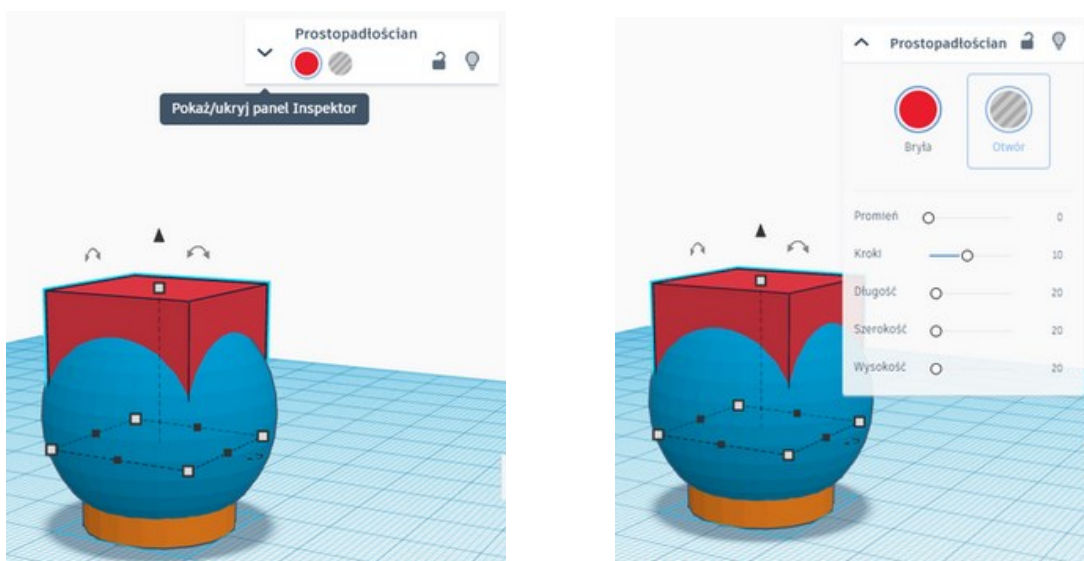 Prostopadłościan
Pokaż/ukryj panel Inspektor
Prostopadłościan
Bryła Otwór
Promień 0
Kroki 10
Długość 20
Szerokość 20
Wysokość 20